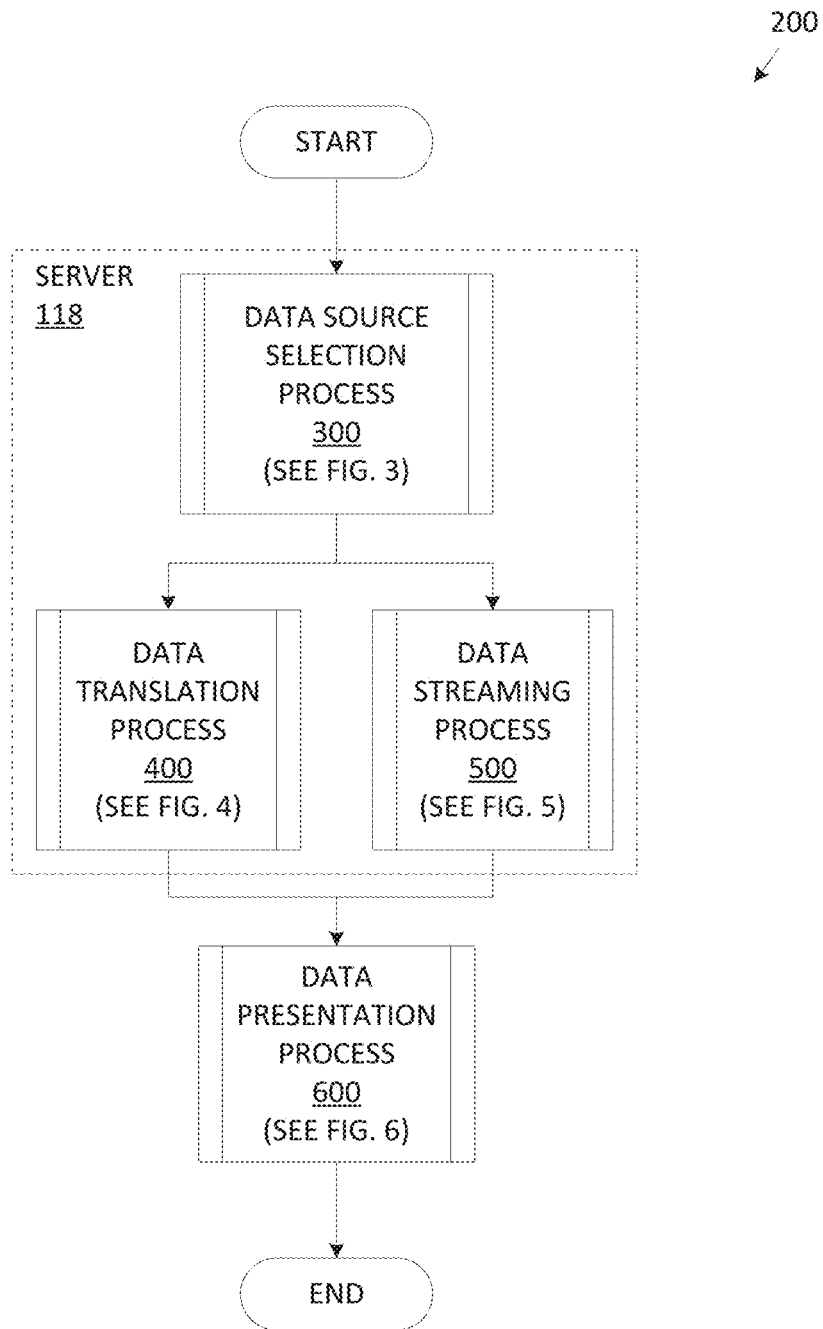 200
START
SERVER
118
DATA SOURCE
SELECTION
PROCESS
300
(SEE FIG. 3)
DATA
TRANSLATION
PROCESS
400
(SEE FIG. 4)
DATA
STREAMING
PROCESS
500
(SEE FIG. 5)
DATA
PRESENTATION
PROCESS
600
(SEE FIG. 6)
END